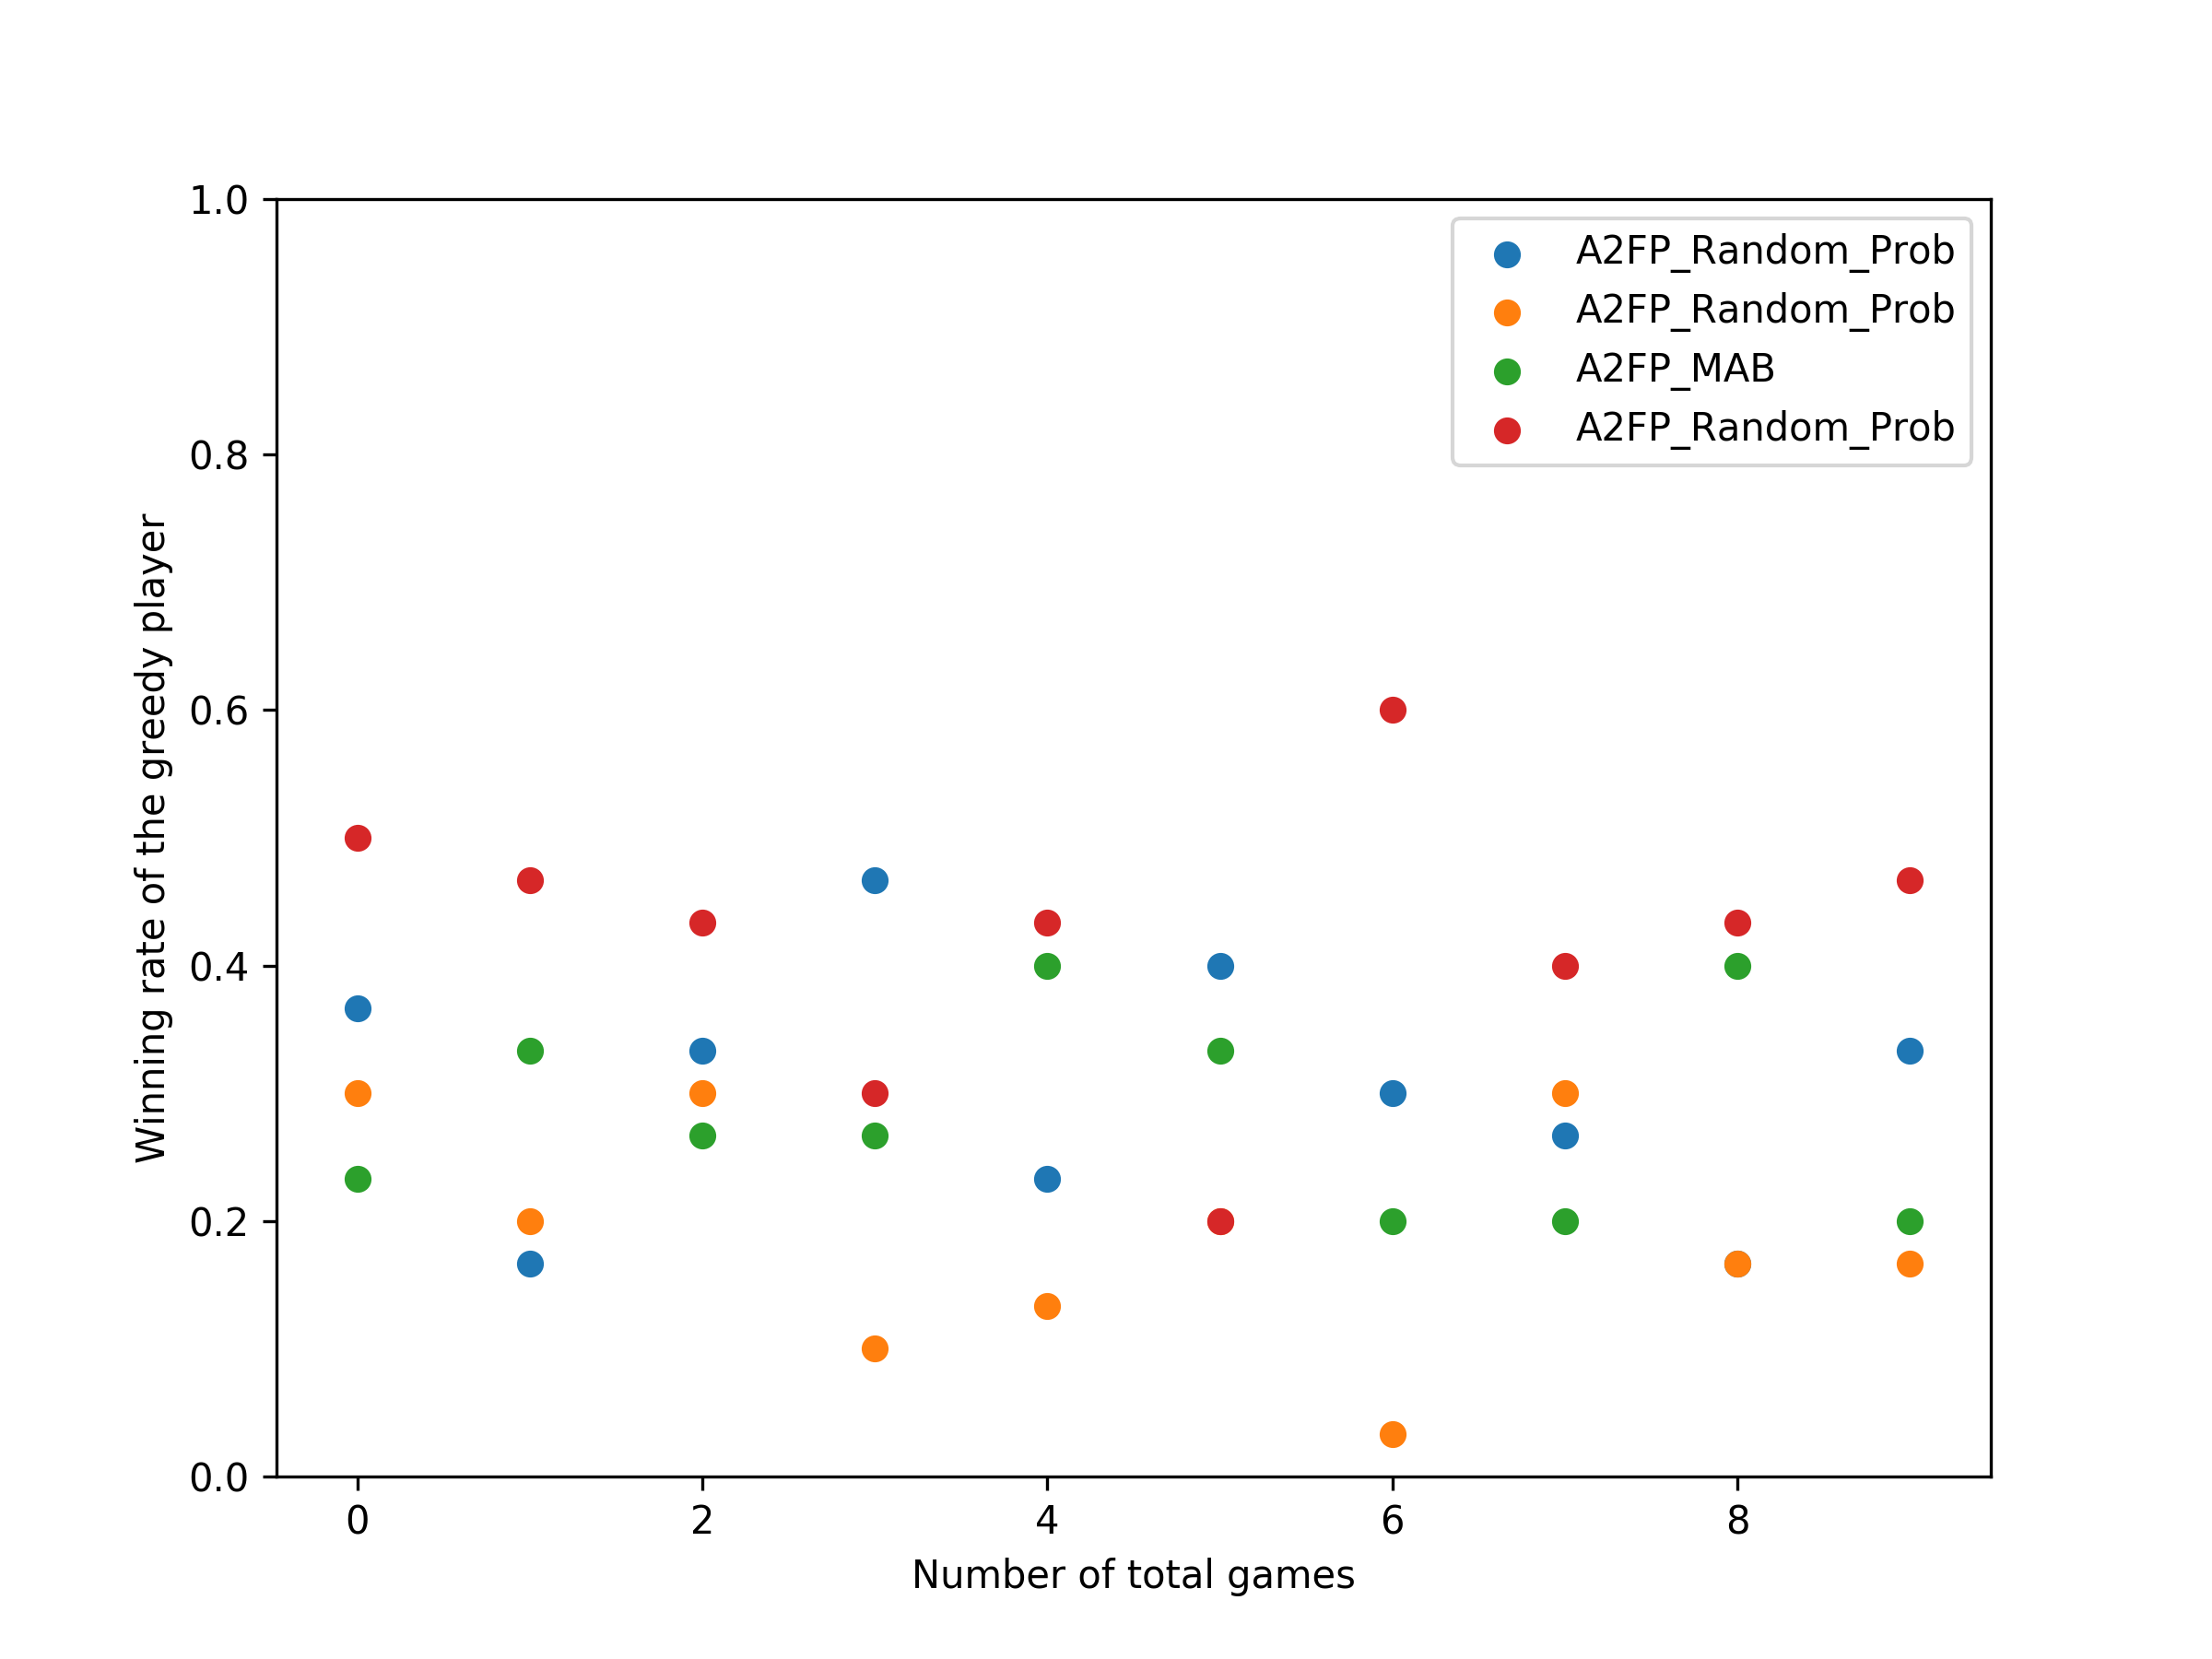 1.0
0.8
0.6
0.4
0.2
0.0
Winning rate of the greedy player
A2FP_Random_Prob
A2FP_Random_Prob
A2FP_MAB
A2FP_Random_Prob
0 2 4 6 8
Number of total games